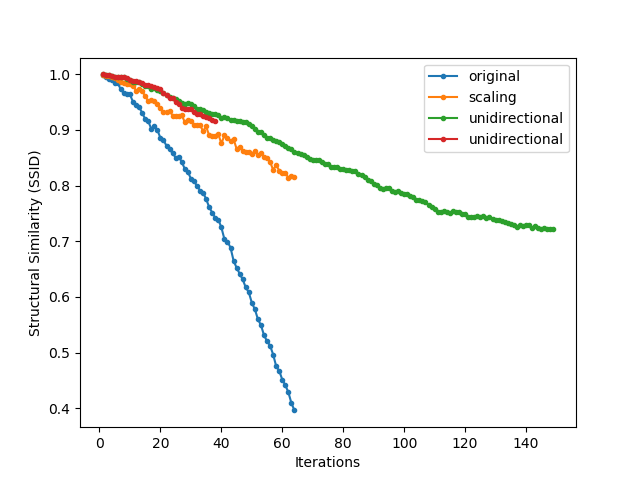 original
scaling
unidirectional
unidirectional
1.0
0.9
0.8
0.7
0.6
0.5
0.4
Structural Similarity (SSID)
0 20 40 60 80 100 120 140
Iterations